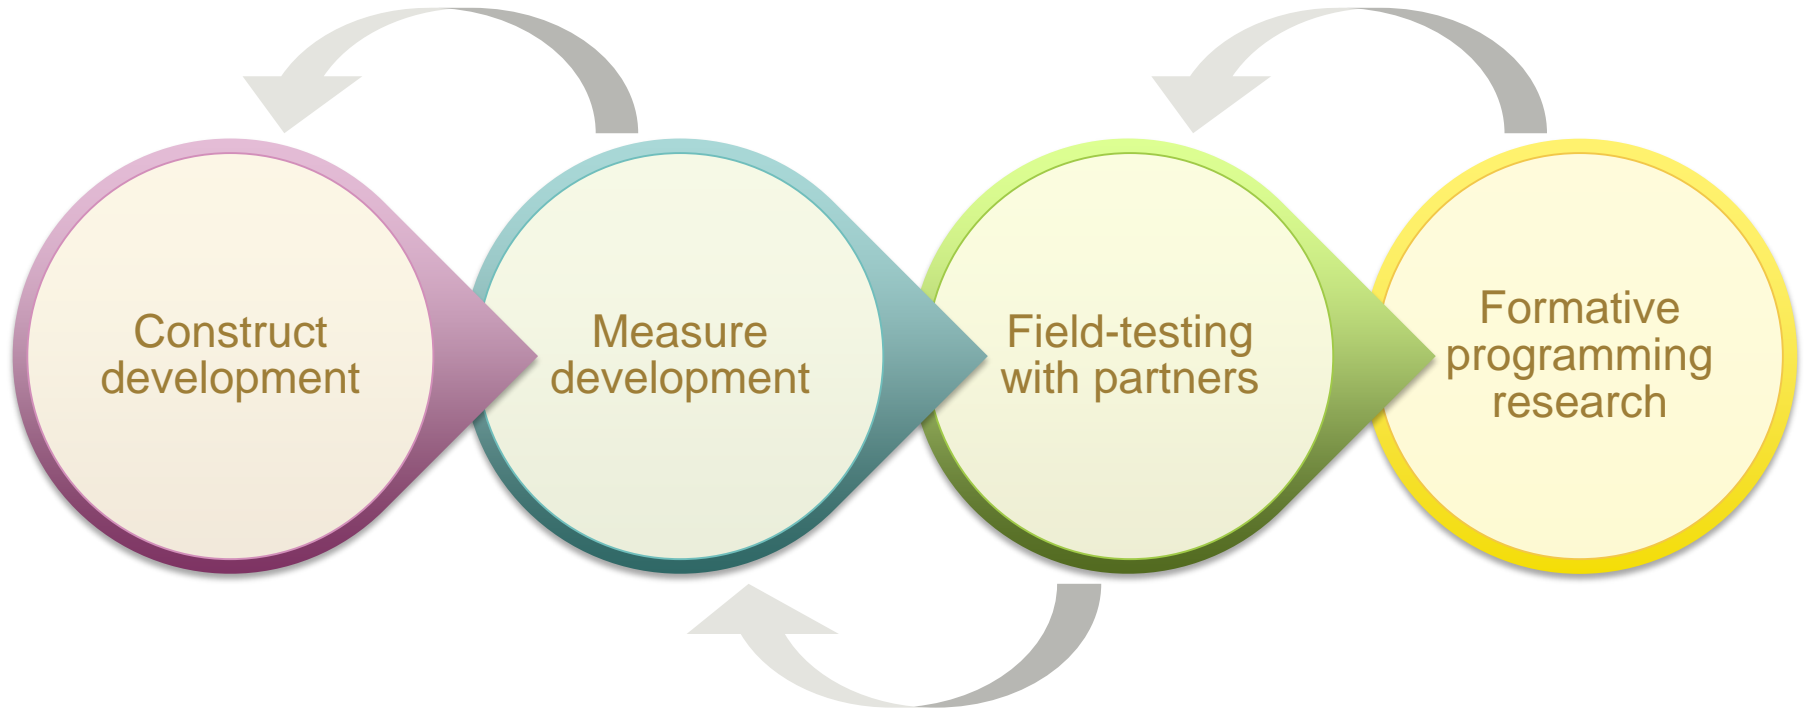 Construct
development
Measure
development
Field-testing
with partners
Formative
programming
research